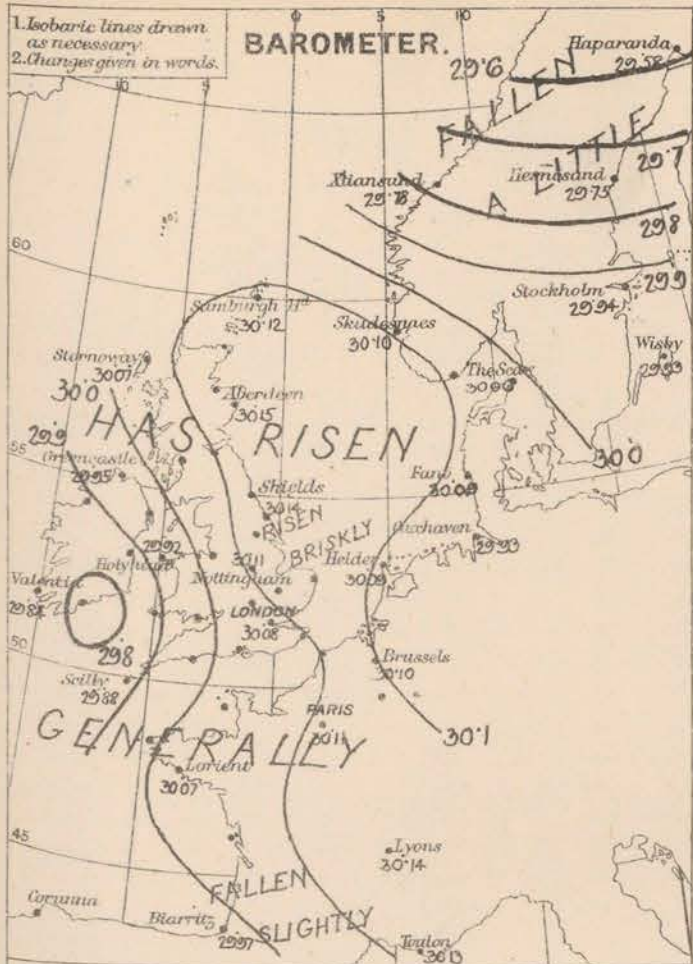 1. Isobaric lines drawn
as necessary.
2. Changes given in words.
BAROMETER.
10
5
0
5
10
Haparanda
29.58
29.6
FALLEN
29.7
A LITTLE
Xtiansund
29.78
Hernosand
29.75
29.8
60
29.9
Stockholm
29.94
Sumburgh Hd
30.12
Skudesnaes
30.10
Wisby
29.93
Stornoway
30.07
The Scaw
30.00
30.0
Aberdeen
30.15
HAS RISEN
30.0
29.9
55
Greencastle
29.95
Fano
30.09
Shields
30.14
RISEN
BRISKLY
Cuxhaven
29.93
29.92
Holyhead
30.11
Nottingham
Helder
30.09
Valentia
29.82
LONDON
30.08
29.8
50
Brussels
30.10
Scilly
29.88
PARIS
30.11
30.1
GENERALLY
Lorient
30.07
45
Lyons
30.14
FALLEN
SLIGHTLY
Corunna
Biarritz
29.97
Toulon
30.13